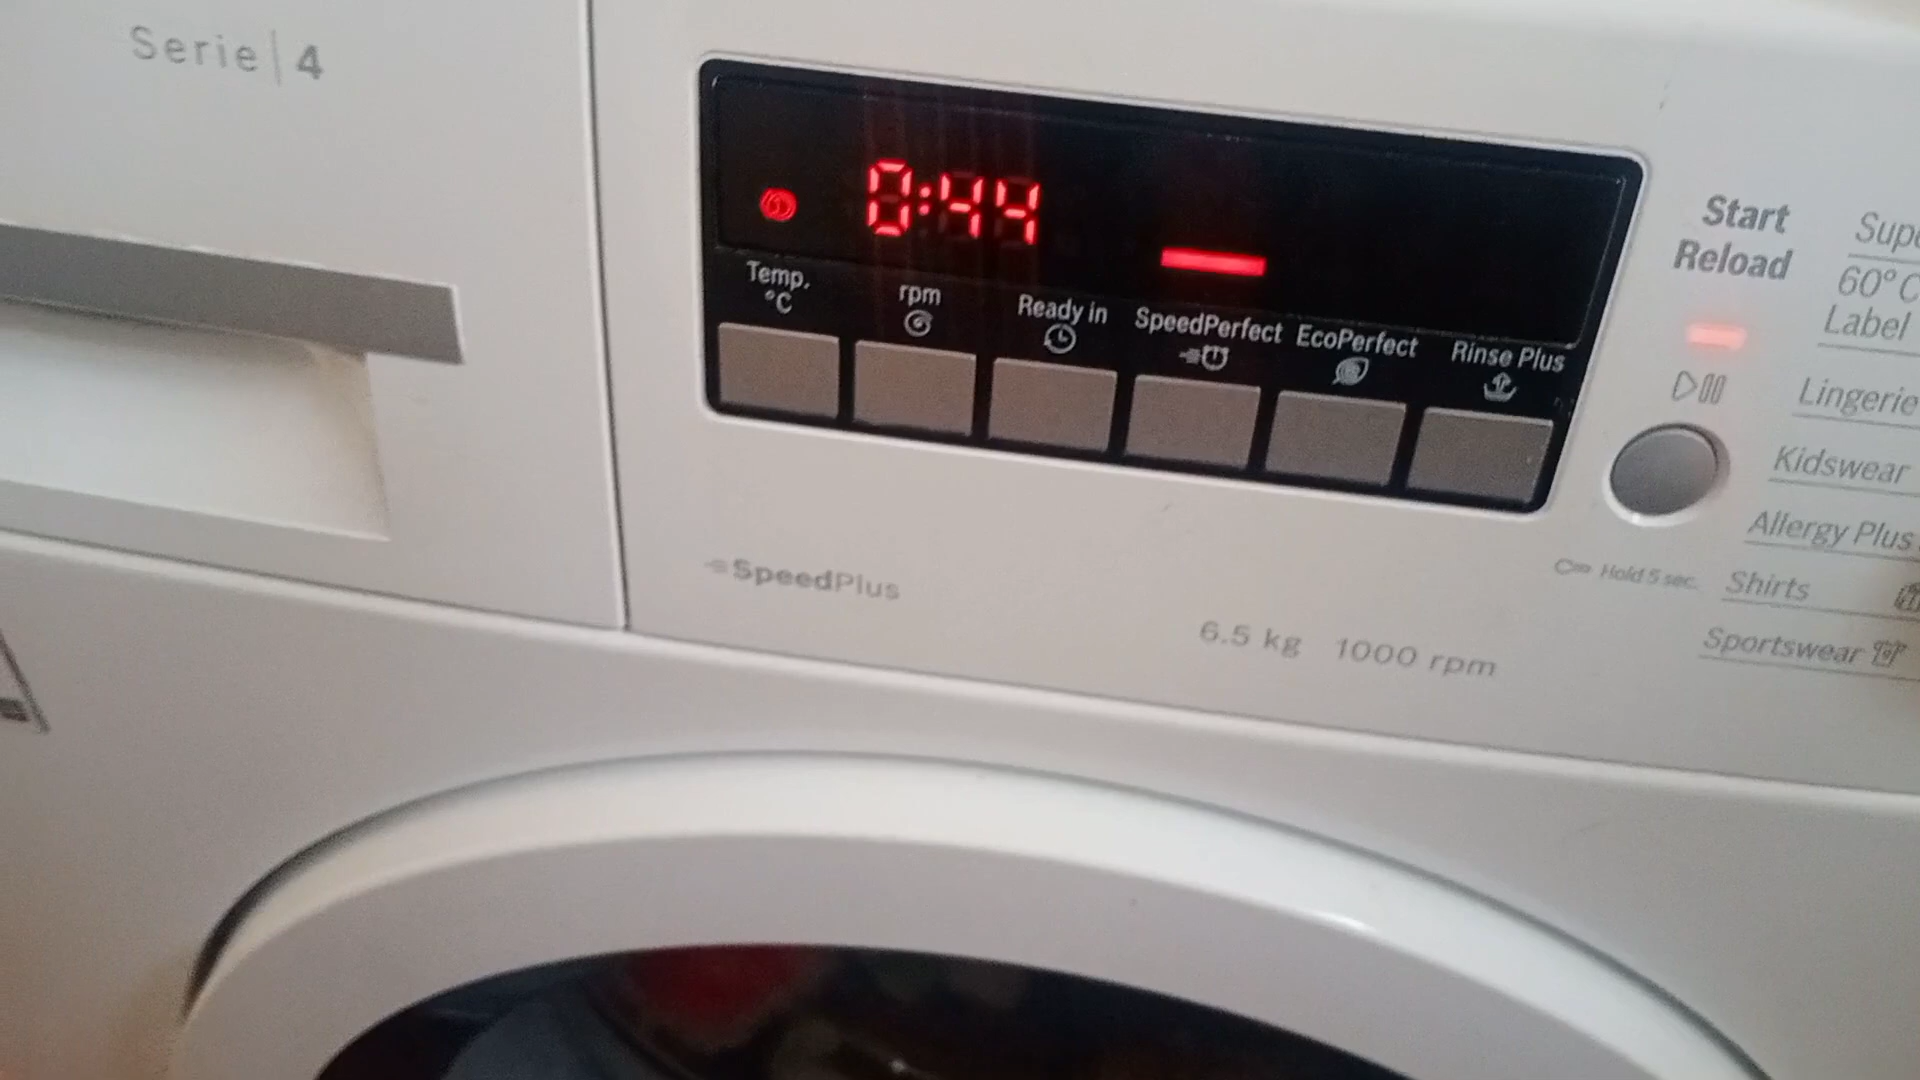 Serie | 4
0:44
Temp.
°C
rpm
Ready in
SpeedPerfect
EcoPerfect
Rinse Plus
Start
Reload
60°C
Label
Lingerie
Kidswear
Allergy Plus
Hold 5 sec.
Shirts
Sportswear
SpeedPlus
6.5 kg 1000 rpm